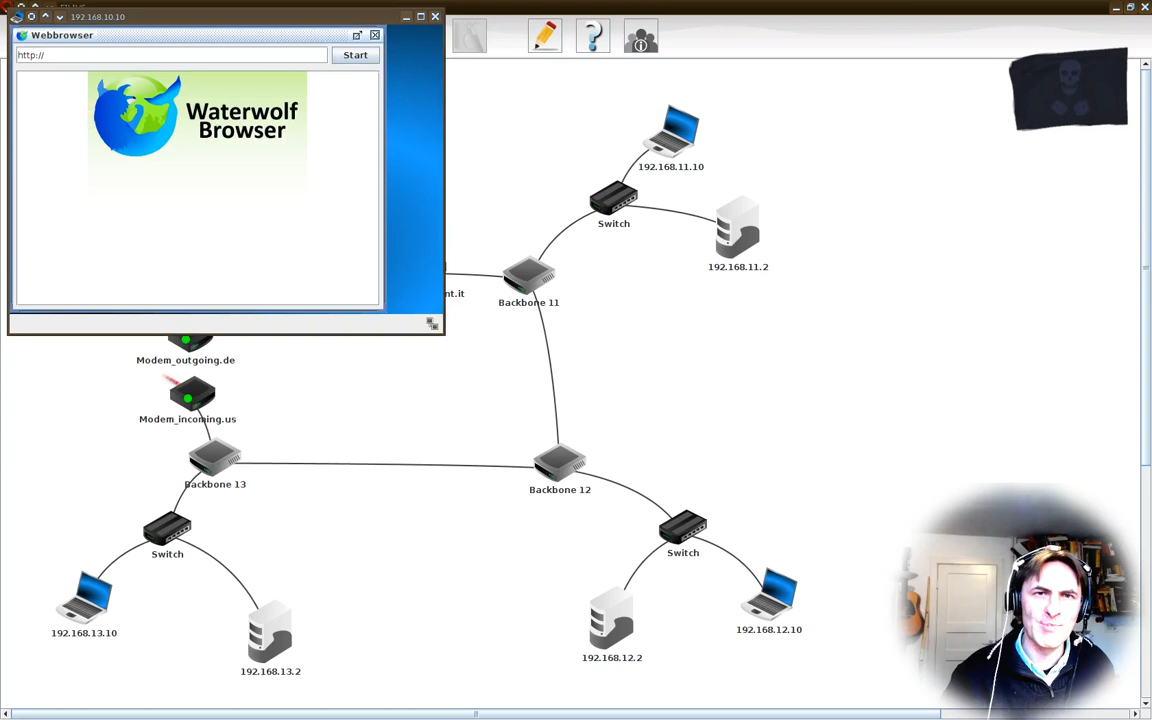 192.168.10.10
Webbrowser
http://
Start
Waterwolf
Browser
192.168.11.10
Switch
192.168.11.2
nt.it
Backbone 11
Modem_outgoing.de
Modem_incoming.us
Backbone 13
Backbone 12
Switch
Switch
192.168.13.10
192.168.12.10
192.168.12.2
192.168.13.2